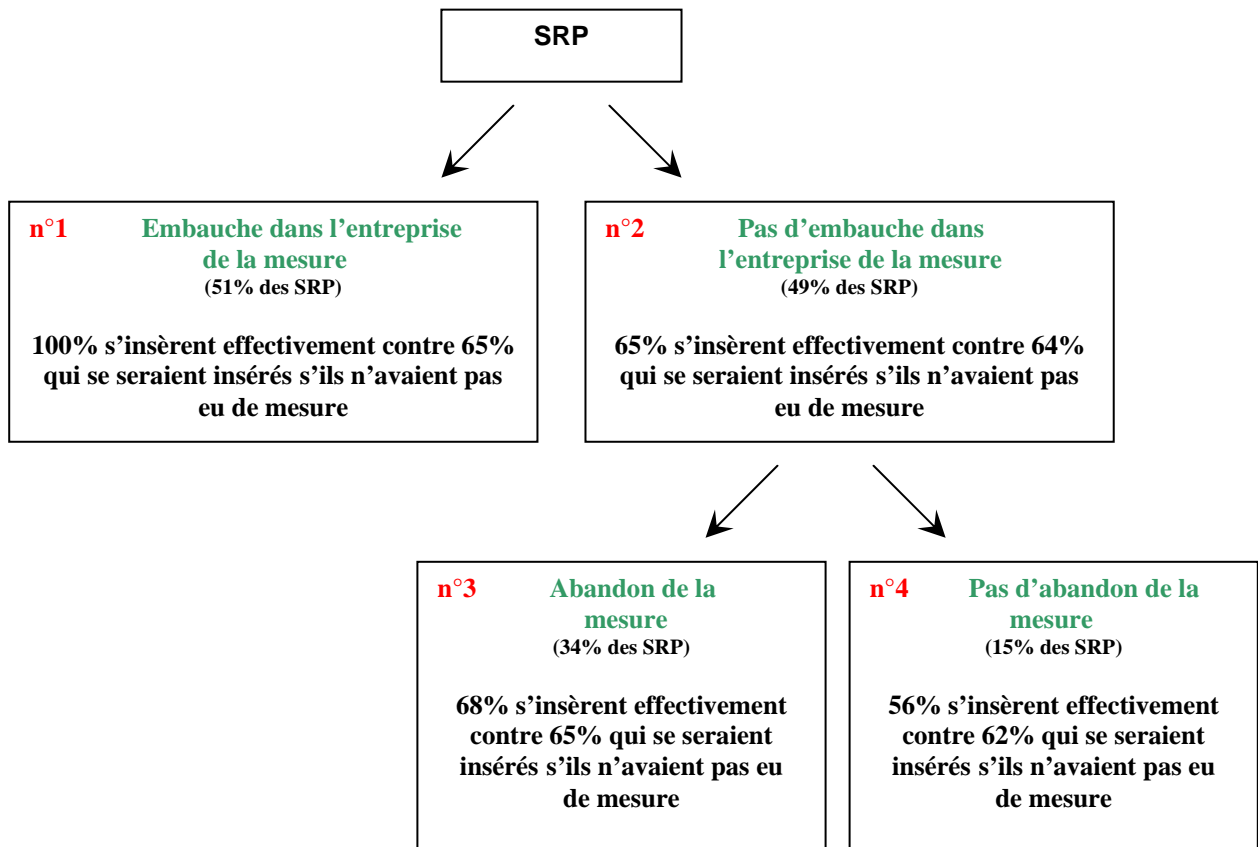 SRP
n°1 Embauche dans l'entreprise
de la mesure
(51% des SRP)
100% s'insèrent effectivement contre 65%
qui se seraient insérés s'ils n'avaient pas
eu de mesure
n°2 Pas d'embauche dans
l'entreprise de la mesure
(49% des SRP)
65% s'insèrent effectivement contre 64%
qui se seraient insérés s'ils n'avaient pas
eu de mesure
n°3 Abandon de la
mesure
(34% des SRP)
68% s'insèrent effectivement
contre 65% qui se seraient
insérés s'ils n'avaient pas eu
de mesure
n°4 Pas d'abandon de la
mesure
(15% des SRP)
56% s'insèrent effectivement
contre 62% qui se seraient
insérés s'ils n'avaient pas eu
de mesure